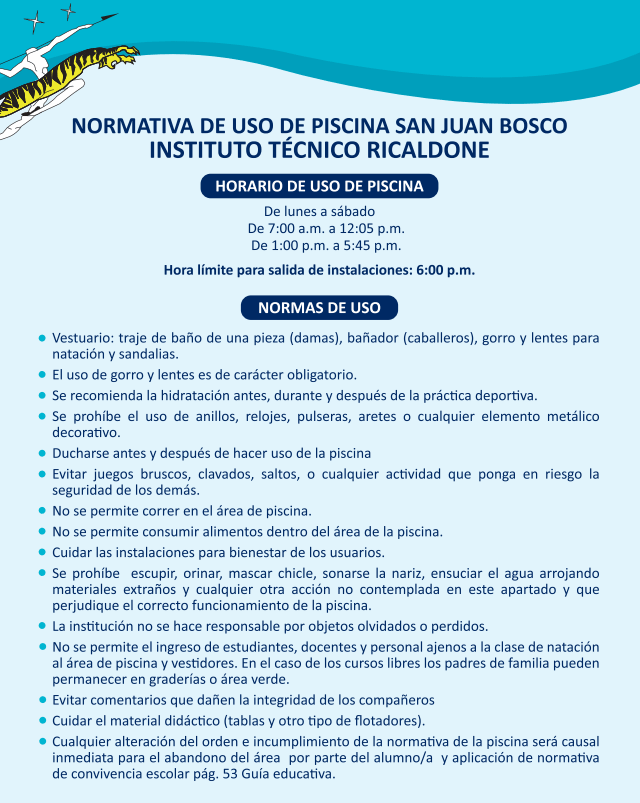 NORMATIVA DE USO DE PISCINA SAN JUAN BOSCO
INSTITUTO TÉCNICO RICALDONE
HORARIO DE USO DE PISCINA
De lunes a sábado
De 7:00 a.m. a 12:05 p.m.
De 1:00 p.m. a 5:45 p.m.
Hora límite para salida de instalaciones: 6:00 p.m.
NORMAS DE USO
• Vestuario: traje de baño de una pieza (damas), bañador (caballeros), gorro y lentes para
natación y sandalias.
• El uso de gorro y lentes es de carácter obligatorio.
• Se recomienda la hidratación antes, durante y después de la práctica deportiva.
• Se prohíbe el uso de anillos, relojes, pulseras, aretes o cualquier elemento metálico
decorativo.
• Ducharse antes y después de hacer uso de la piscina
• Evitar juegos bruscos, clavados, saltos, o cualquier actividad que ponga en riesgo la
seguridad de los demás.
• No se permite correr en el área de piscina.
• No se permite consumir alimentos dentro del área de la piscina.
• Cuidar las instalaciones para bienestar de los usuarios.
• Se prohíbe escupir, orinar, mascar chicle, sonarse la nariz, ensuciar el agua arrojando
materiales extraños y cualquier otra acción no contemplada en este apartado y que
perjudique el correcto funcionamiento de la piscina.
• La institución no se hace responsable por objetos olvidados o perdidos.
• No se permite el ingreso de estudiantes, docentes y personal ajenos a la clase de natación
al área de piscina y vestidores. En el caso de los cursos libres los padres de familia pueden
permanecer en graderías o área verde.
• Evitar comentarios que dañen la integridad de los compañeros
• Cuidar el material didáctico (tablas y otro tipo de flotadores).
• Cualquier alteración del orden e incumplimiento de la normativa de la piscina será causal
inmediata para el abandono del área por parte del alumno/a y aplicación de normativa
de convivencia escolar pág. 53 Guía educativa.